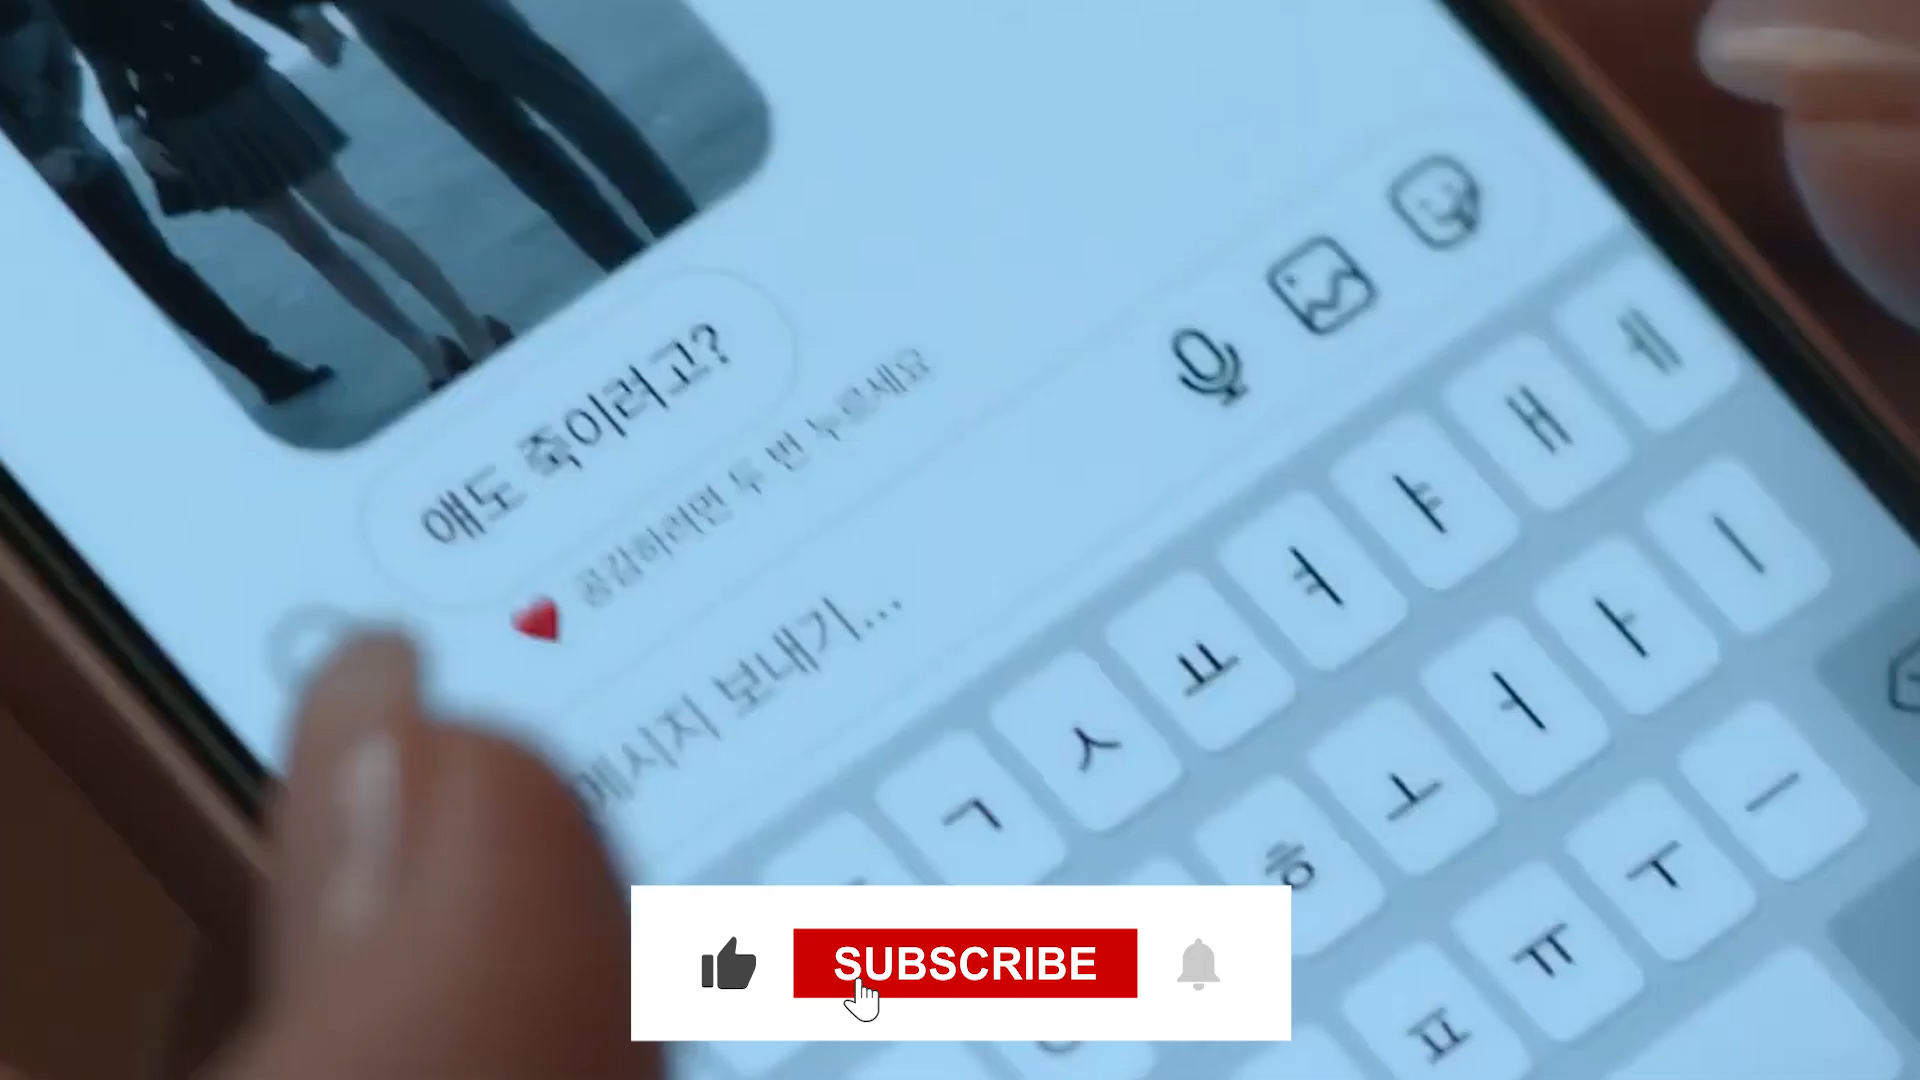 얘도 죽이려고?
공감하려면 두 번 누르세요
메시지 보내기...
ㅔ
ㅐ
ㅑ
ㅕ
ㅛ
ㅅ
ㄱ
ㅣ
ㅏ
ㅓ
ㅗ
ㅎ
ㅡ
ㅜ
ㅠ
ㅍ
SUBSCRIBE